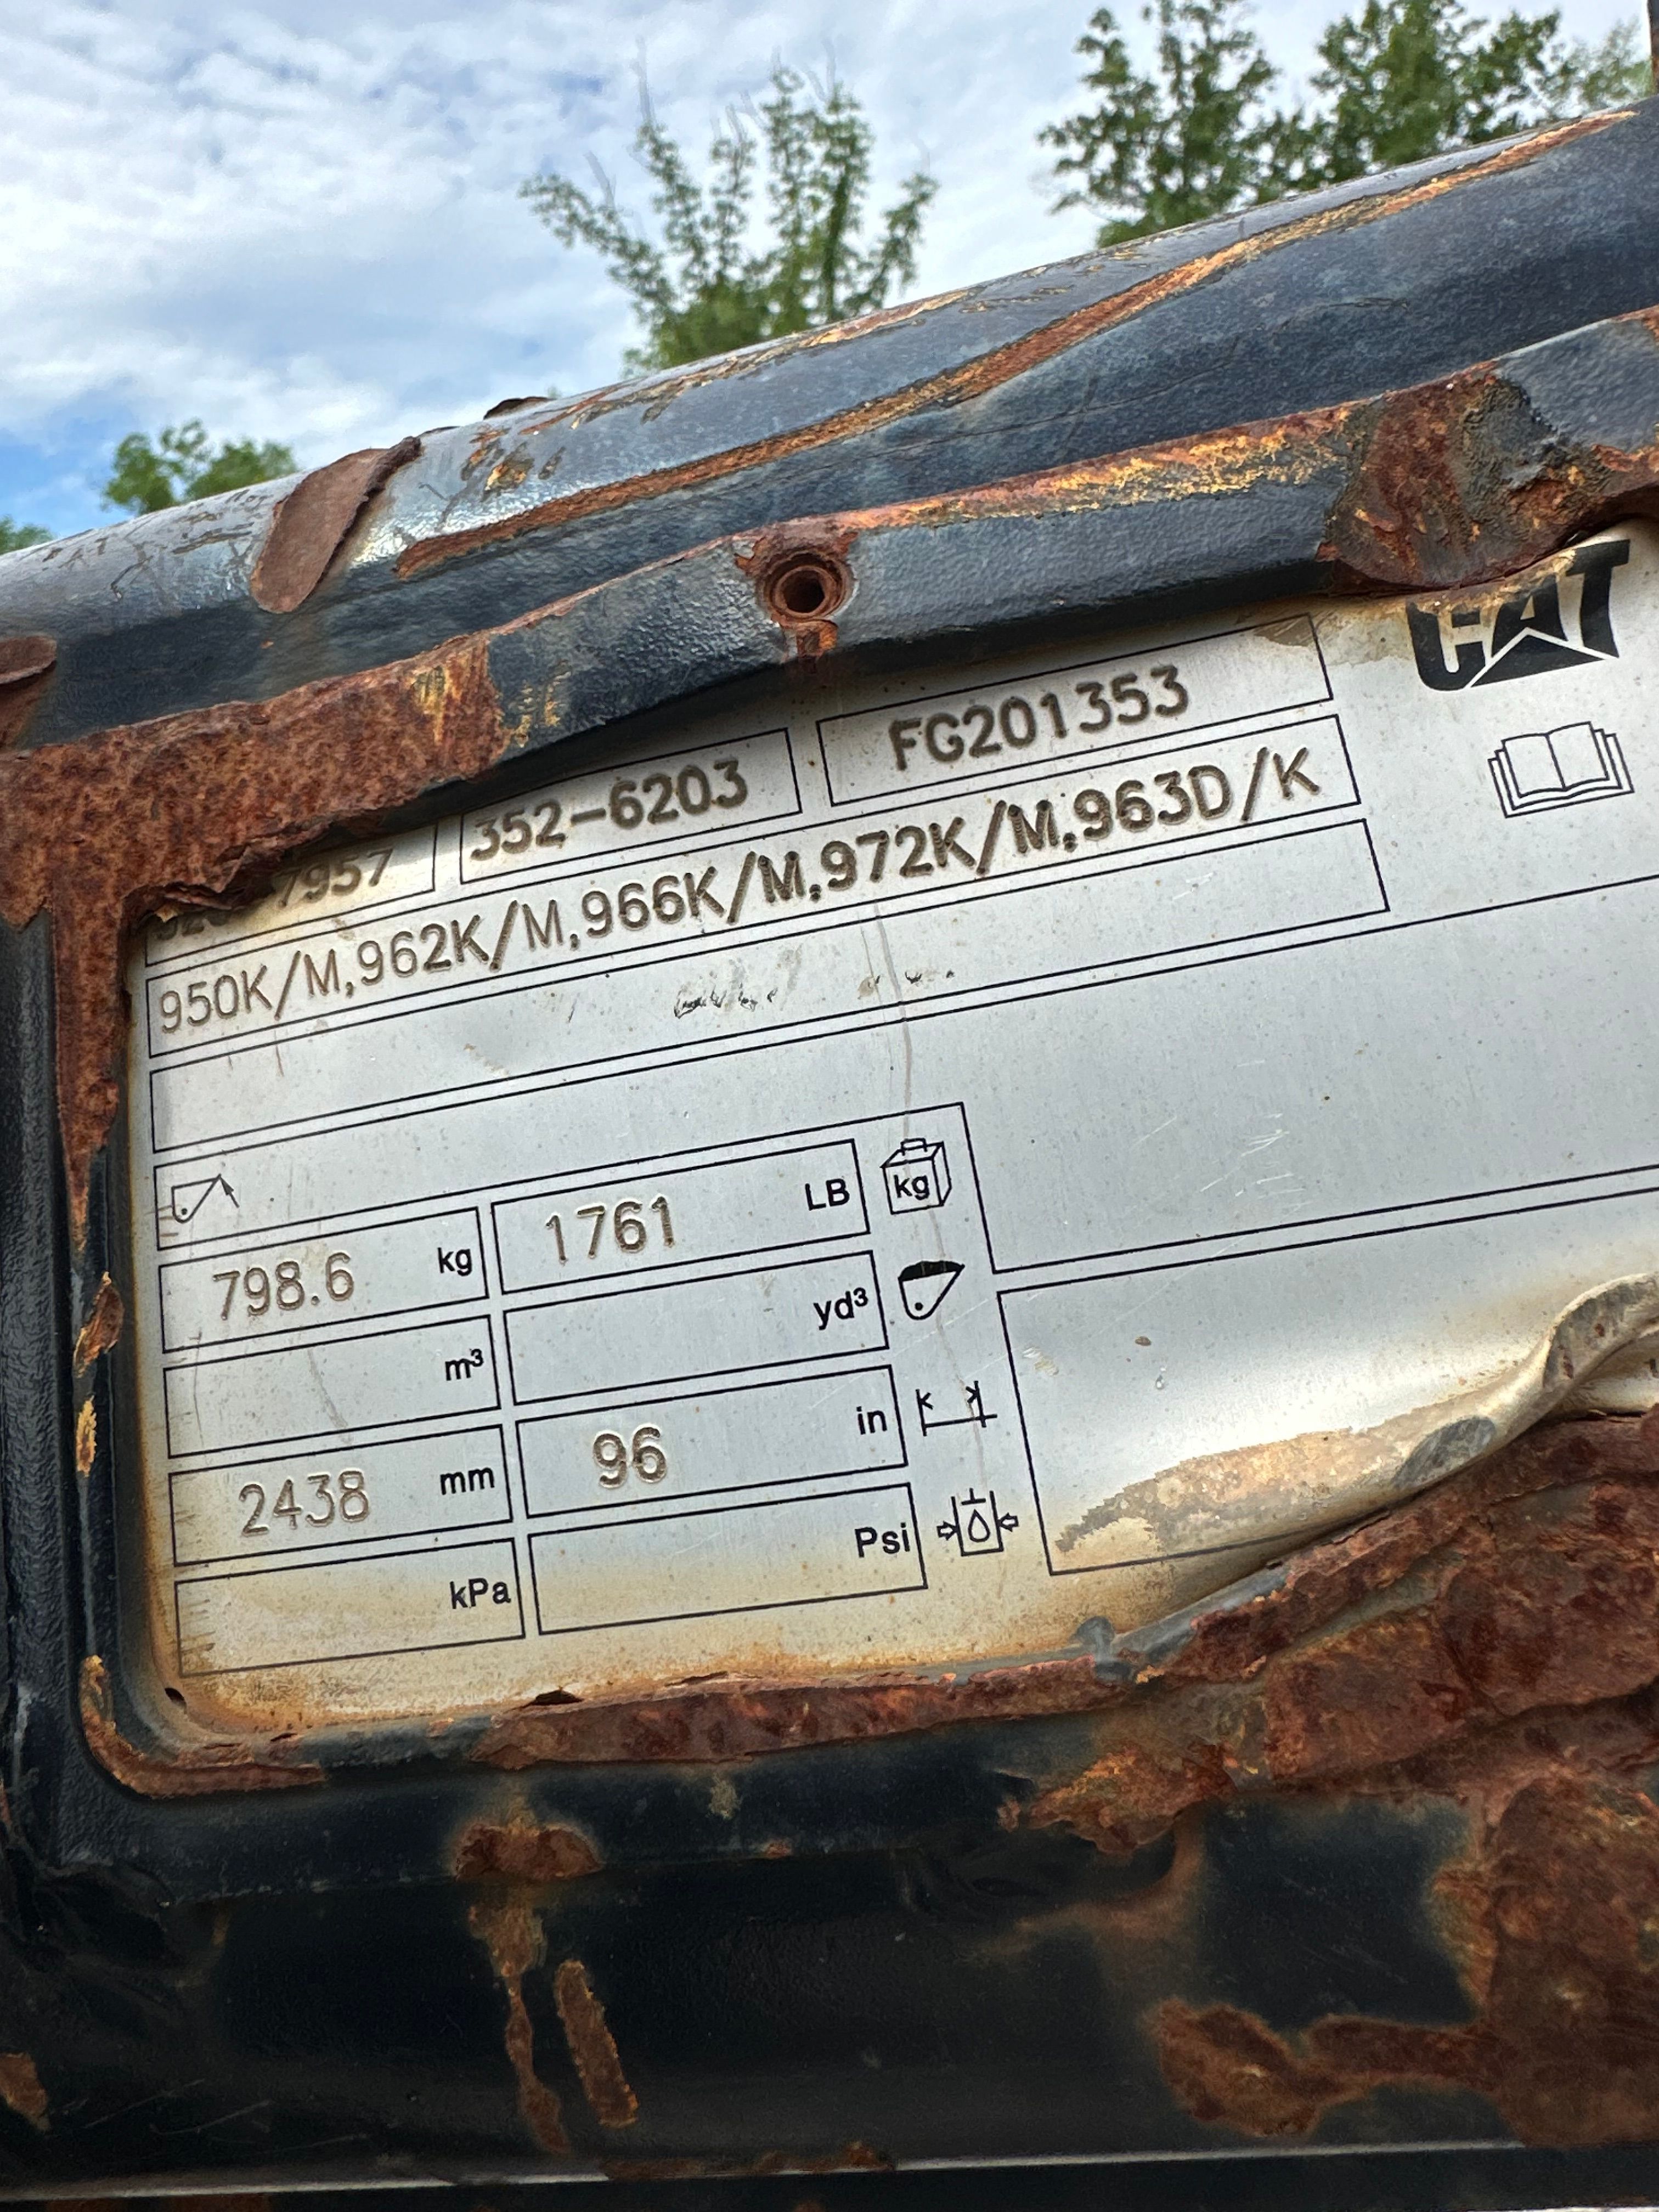 CAT
7957 352-6203 FG201353
950K/M,962K/M,966K/M,972K/M,963D/K
798.6 kg 1761 LB kg
m³ yd³
2438 mm 96 in
kPa Psi